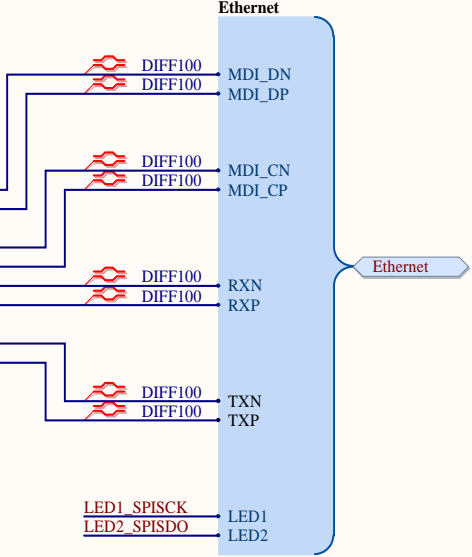 Ethernet
DIFF100 MDI_DN
DIFF100 MDI_DP
DIFF100 MDI_CN
DIFF100 MDI_CP
Ethernet
DIFF100 RXN
DIFF100 RXP
DIFF100 TXN
DIFF100 TXP
LED1_SPISCK LED1
LED2_SPISDO LED2